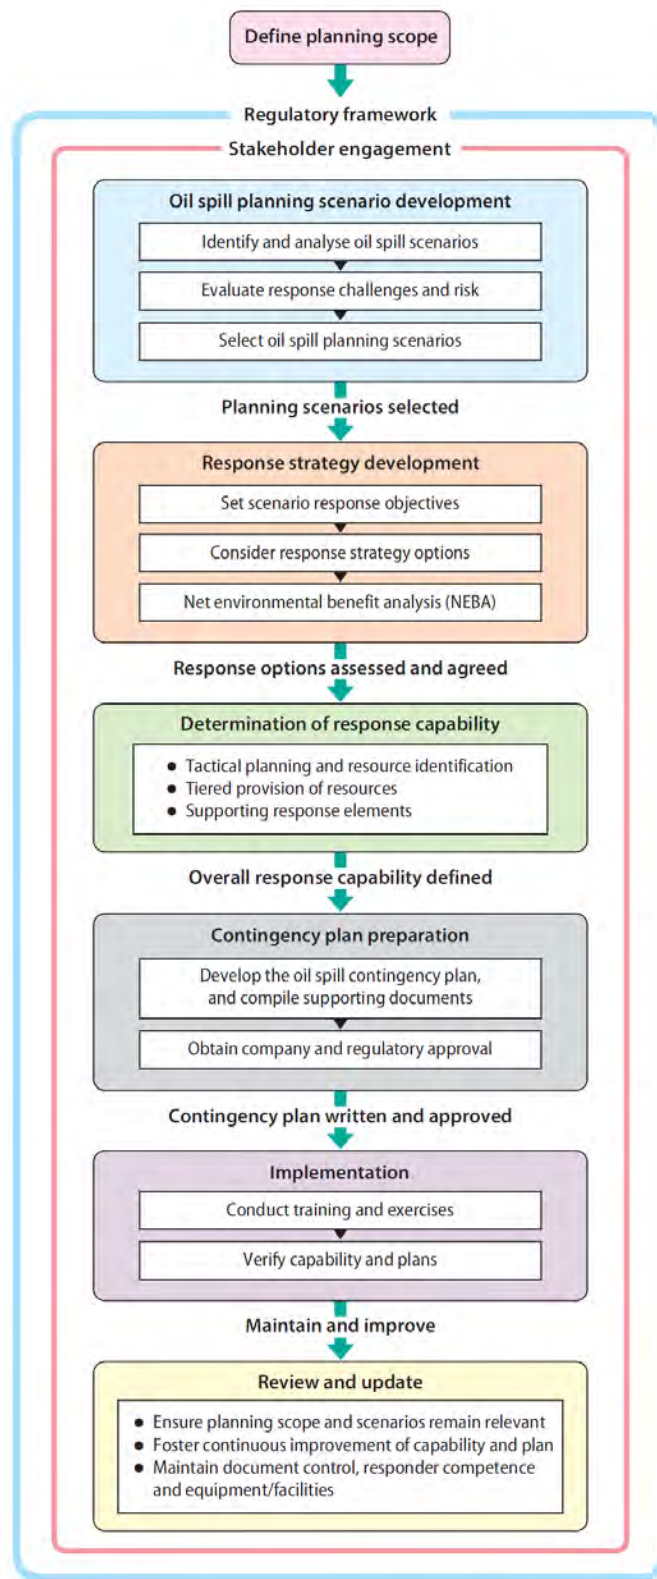 Define planning scope
Regulatory framework
Stakeholder engagement
Oil spill planning scenario development
Identify and analyse oil spill scenarios
Evaluate response challenges and risk
Select oil spill planning scenarios
Planning scenarios selected
Response strategy development
Set scenario response objectives
Consider response strategy options
Net environmental benefit analysis (NEBA)
Response options assessed and agreed
Determination of response capability
● Tactical planning and resource identification
● Tiered provision of resources
● Supporting response elements
Overall response capability defined
Contingency plan preparation
Develop the oil spill contingency plan,
and compile supporting documents
Obtain company and regulatory approval
Contingency plan written and approved
Implementation
Conduct training and exercises
Verify capability and plans
Maintain and improve
Review and update
● Ensure planning scope and scenarios remain relevant
● Foster continuous improvement of capability and plan
● Maintain document control, responder competence
and equipment/facilities